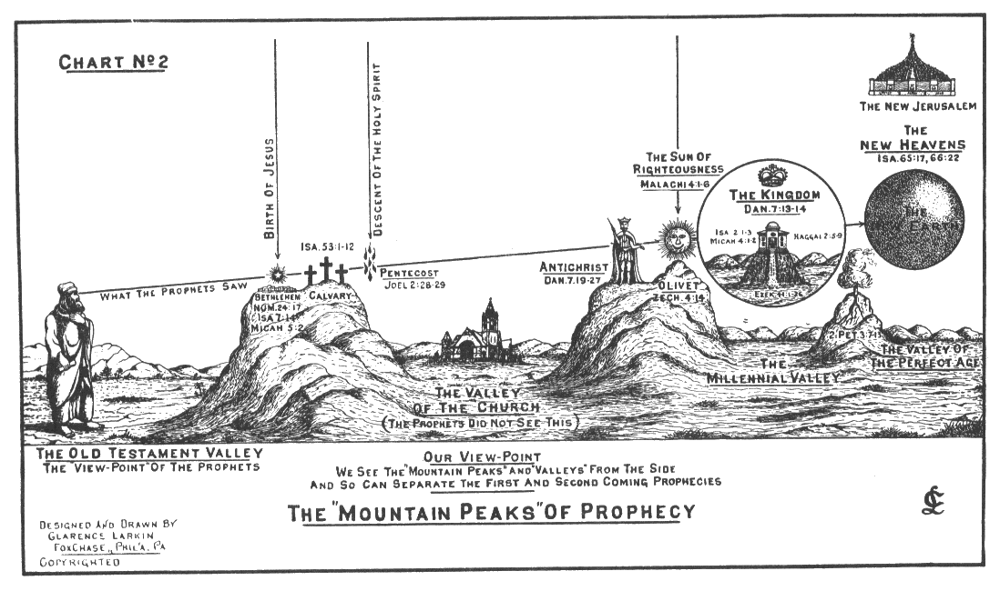 CHART Nº 2
BIRTH OF JESUS
DESCENT OF THE HOLY SPIRIT
THE NEW JERUSALEM
THE
NEW HEAVENS
ISA. 65:17, 66:22
THE SUN OF
RIGHTEOUSNESS
MALACHI 4:1-6
THE KINGDOM
DAN. 7:13-14
ISA 2 1-3
MICAH 4:1-2
HAGGAI 2:5-9
THE
EARTH
ISA. 53:1-12
PENTECOST
JOEL 2:28-29
ANTICHRIST
DAN. 7.19-27
WHAT THE PROPHETS SAW
BETHLEHEM
NUM. 24:17
ISA 7:14
MICAH 5:2
CALVARY
OLIVET
ZECH. 4:14
2. PET. 3:7-13
THE VALLEY OF
THE PERFECT AGE
THE
MILLENNIAL VALLEY
THE VALLEY
OF THE CHURCH
(THE PROPHETS DID NOT SEE THIS)
THE OLD TESTAMENT VALLEY
THE "VIEW-POINT" OF THE PROPHETS
OUR VIEW-POINT
WE SEE THE "MOUNTAIN PEAKS" AND "VALLEYS" FROM THE SIDE
AND SO CAN SEPARATE THE FIRST AND SECOND COMING PROPHECIES
THE "MOUNTAIN PEAKS" OF PROPHECY
DESIGNED AND DRAWN BY
CLARENCE LARKIN
FOXCHASE, PHIL'A, PA
COPYRIGHTED